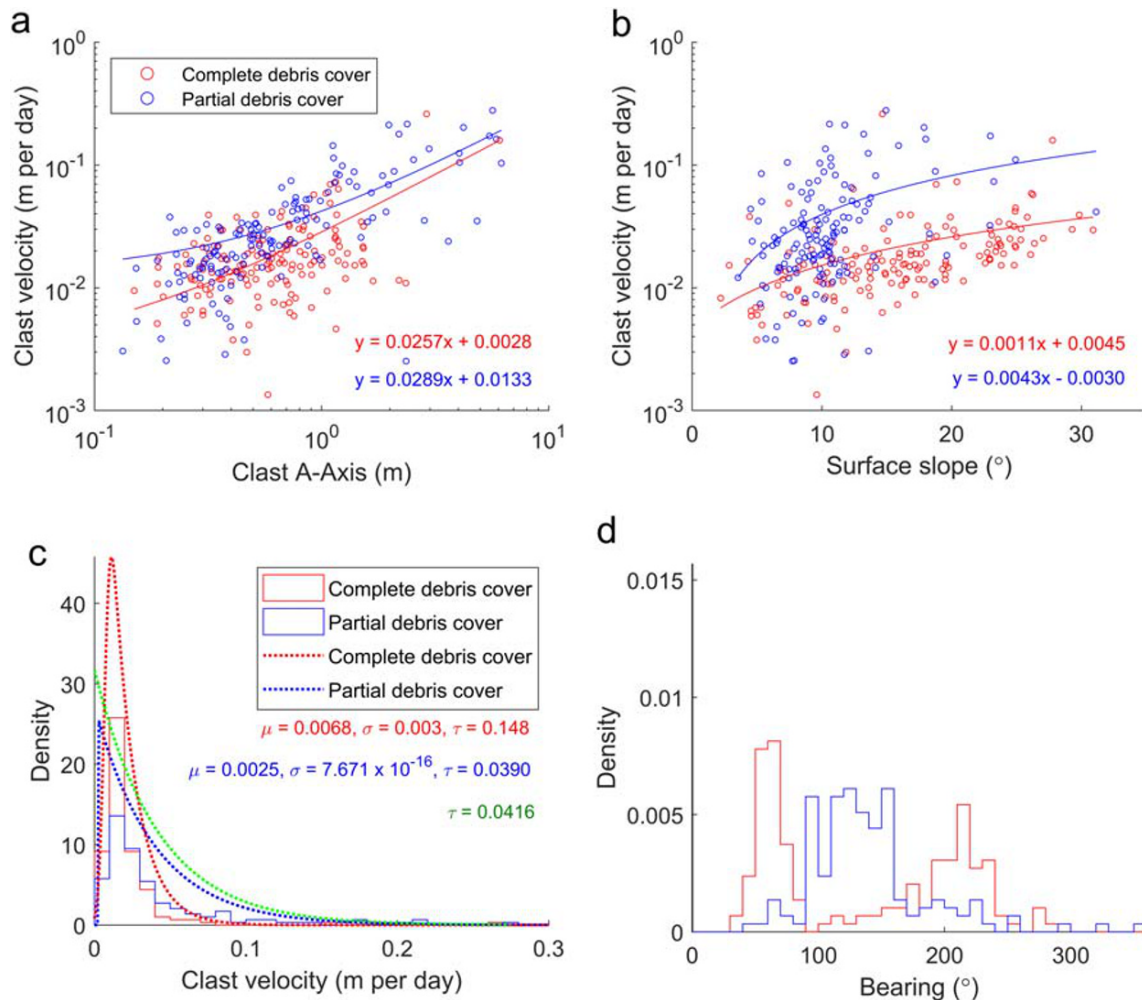 a
Clast velocity (m per day)
10^0
10^-1
10^-2
10^-3
Complete debris cover
Partial debris cover
y = 0.0257x + 0.0028
y = 0.0289x + 0.0133
10^-1
10^0
10^1
Clast A-Axis (m)
b
Clast velocity (m per day)
10^0
10^-1
10^-2
10^-3
y = 0.0011x + 0.0045
y = 0.0043x - 0.0030
0
10
20
30
Surface slope (°)
c
Density
40
30
20
10
0
Complete debris cover
Partial debris cover
Complete debris cover
Partial debris cover
μ = 0.0068, σ = 0.003, τ = 0.148
μ = 0.0025, σ = 7.671 x 10^-16, τ = 0.0390
τ = 0.0416
0
0.1
0.2
0.3
Clast velocity (m per day)
d
Density
0.015
0.01
0.005
0
0
100
200
300
Bearing (°)